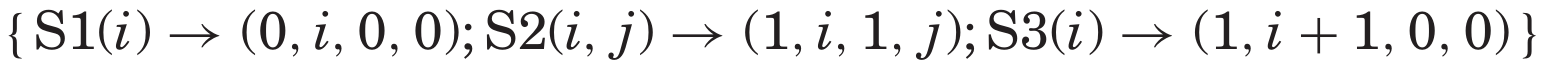 { S1(i) → (0, i, 0, 0); S2(i, j) → (1, i, 1, j); S3(i) → (1, i + 1, 0, 0) }